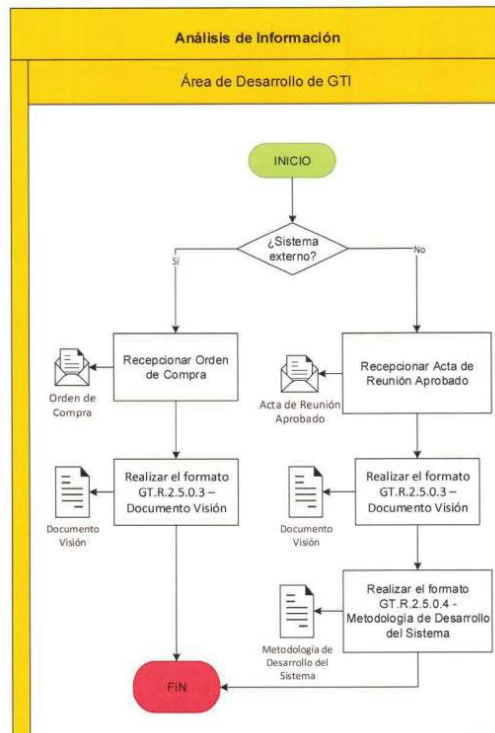 Análisis de Información
Área de Desarrollo de GTI
INICIO
¿Sistema
externo?
Sí
No
Recepcionar Orden
de Compra
Orden de
Compra
Recepcionar Acta de
Reunión Aprobado
Acta de Reunión
Aprobado
Realizar el formato
GT.R.2.5.0.3 –
Documento Visión
Documento
Visión
Realizar el formato
GT.R.2.5.0.3 –
Documento Visión
Documento
Visión
Realizar el formato
GT.R.2.5.0.4 -
Metodología de Desarrollo
del Sistema
Metodología de
Desarrollo del
Sistema
FIN